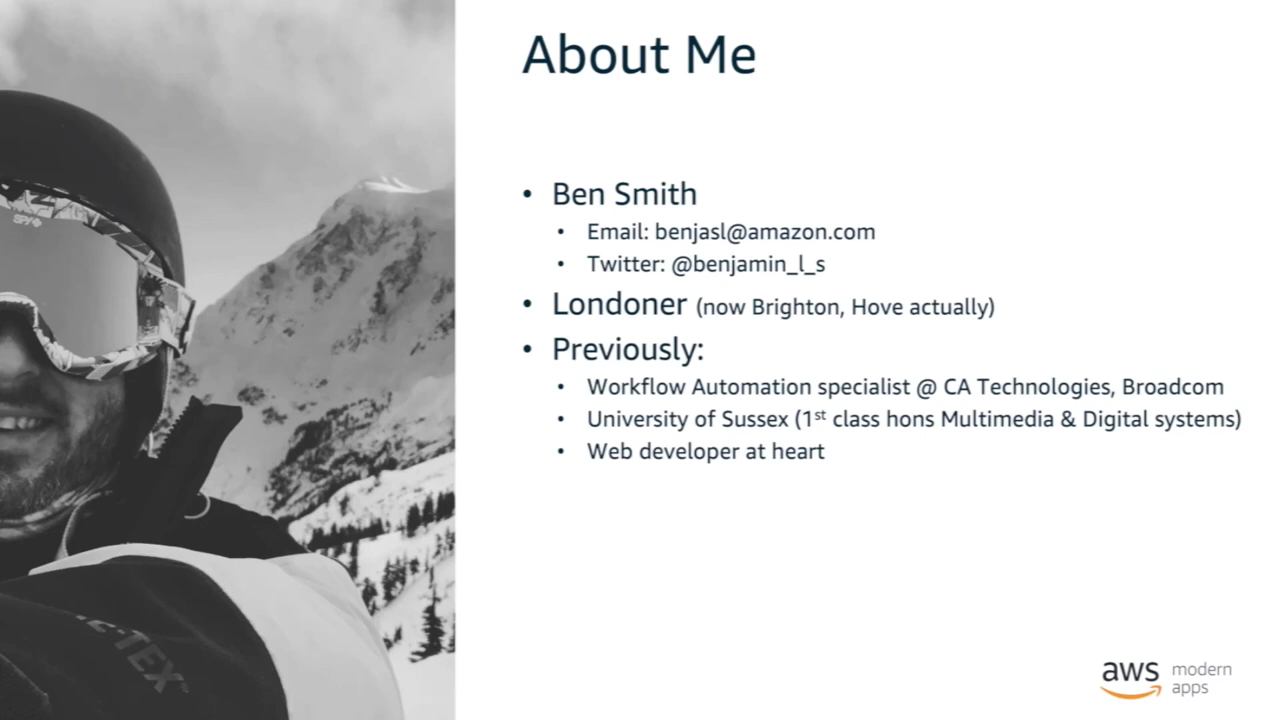 About Me
• Ben Smith
• Email: benjasl@amazon.com
• Twitter: @benjamin_l_s
• Londoner (now Brighton, Hove actually)
• Previously:
• Workflow Automation specialist @ CA Technologies, Broadcom
• University of Sussex (1st class hons Multimedia & Digital systems)
• Web developer at heart
SPY
E-TEX
aws modern
apps